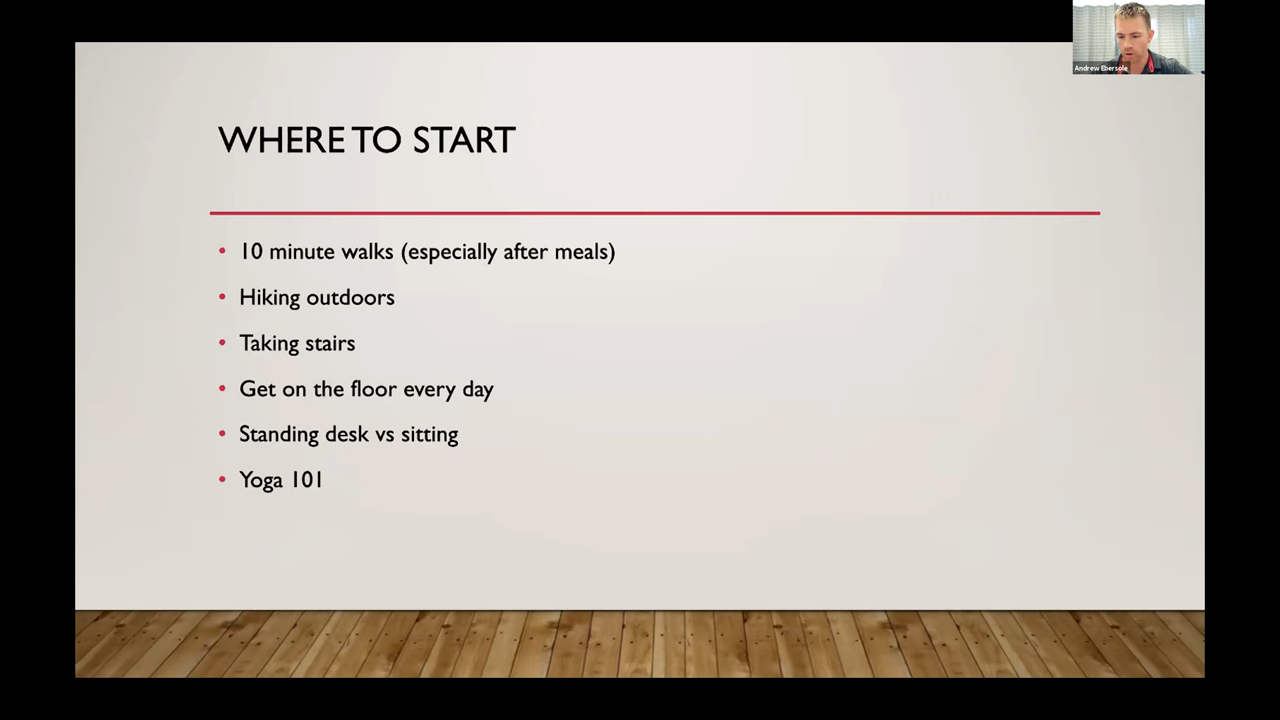 Andrew Ebersole
WHERE TO START
• 10 minute walks (especially after meals)
• Hiking outdoors
• Taking stairs
• Get on the floor every day
• Standing desk vs sitting
• Yoga 101